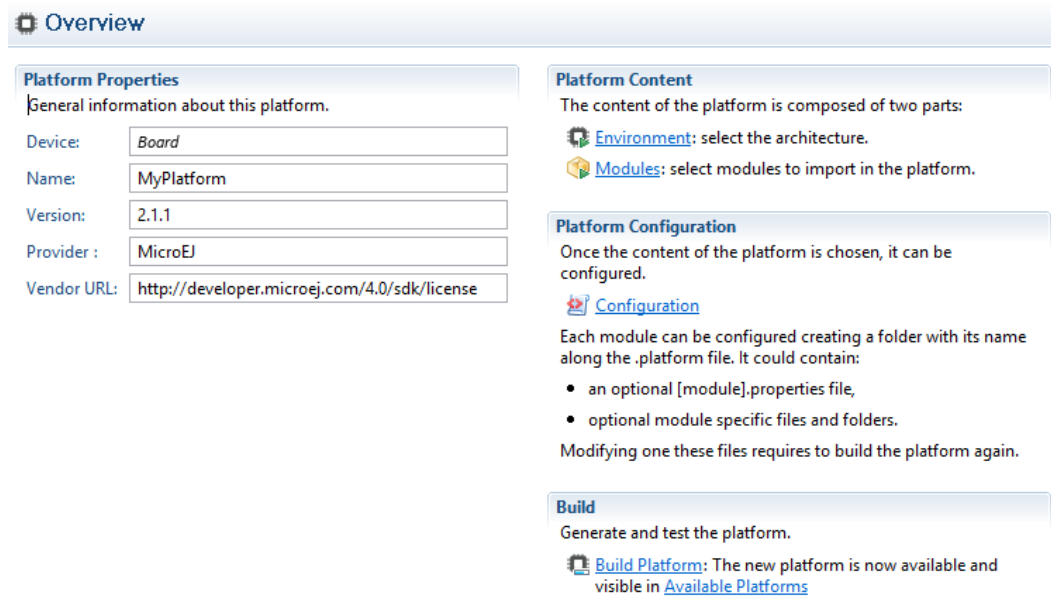 Overview
Platform Properties
General information about this platform.
Device: Board
Name: MyPlatform
Version: 2.1.1
Provider : MicroEJ
Vendor URL: http://developer.microej.com/4.0/sdk/license
Platform Content
The content of the platform is composed of two parts:
Environment: select the architecture.
Modules: select modules to import in the platform.
Platform Configuration
Once the content of the platform is chosen, it can be
configured.
Configuration
Each module can be configured creating a folder with its name
along the .platform file. It could contain:
• an optional [module].properties file,
• optional module specific files and folders.
Modifying one these files requires to build the platform again.
Build
Generate and test the platform.
Build Platform: The new platform is now available and
visible in Available Platforms